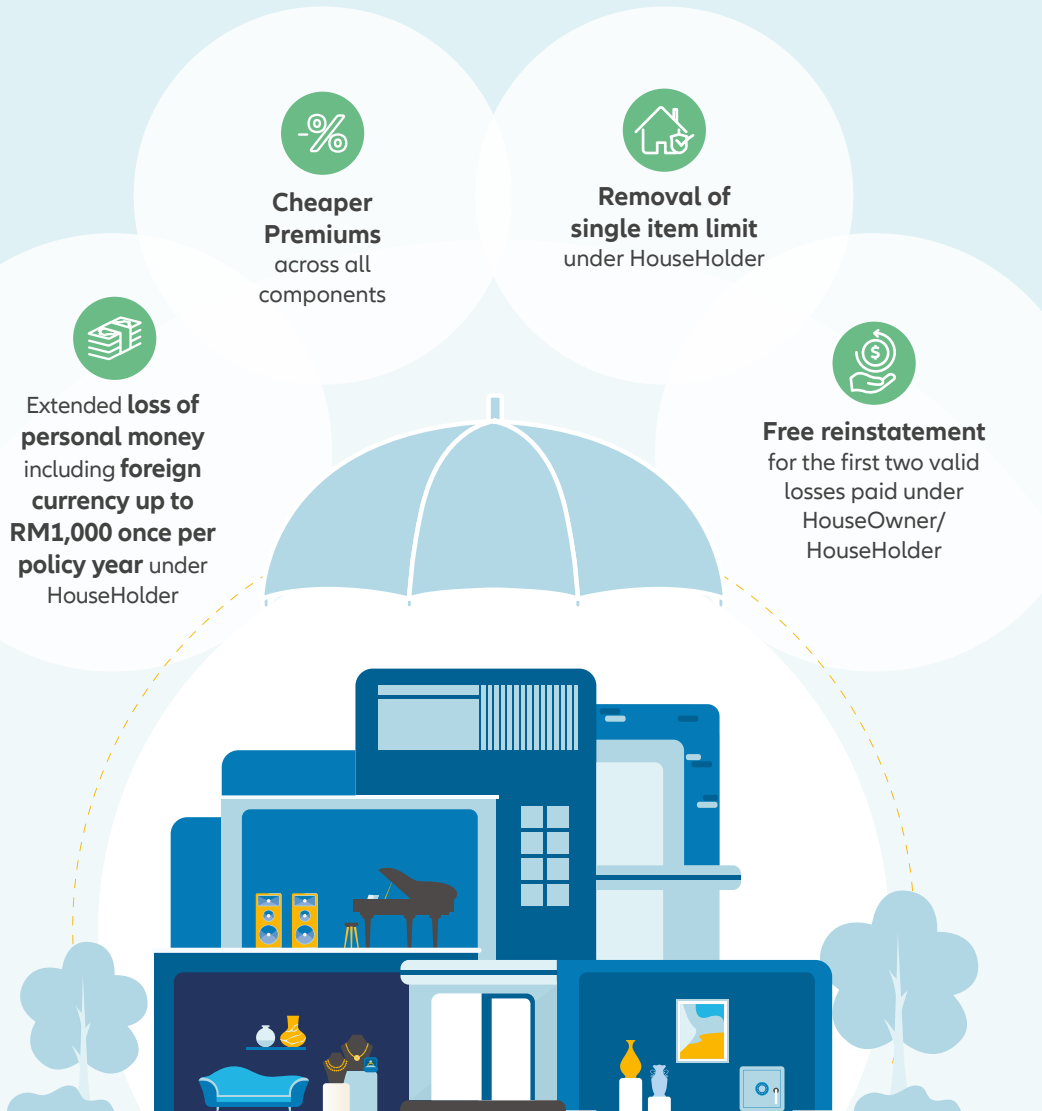 Cheaper
Premiums
across all
components
Removal of
single item limit
under HouseHolder
Extended loss of
personal money
including foreign
currency up to
RM1,000 once per
policy year under
HouseHolder
Free reinstatement
for the first two valid
losses paid under
HouseOwner/
HouseHolder